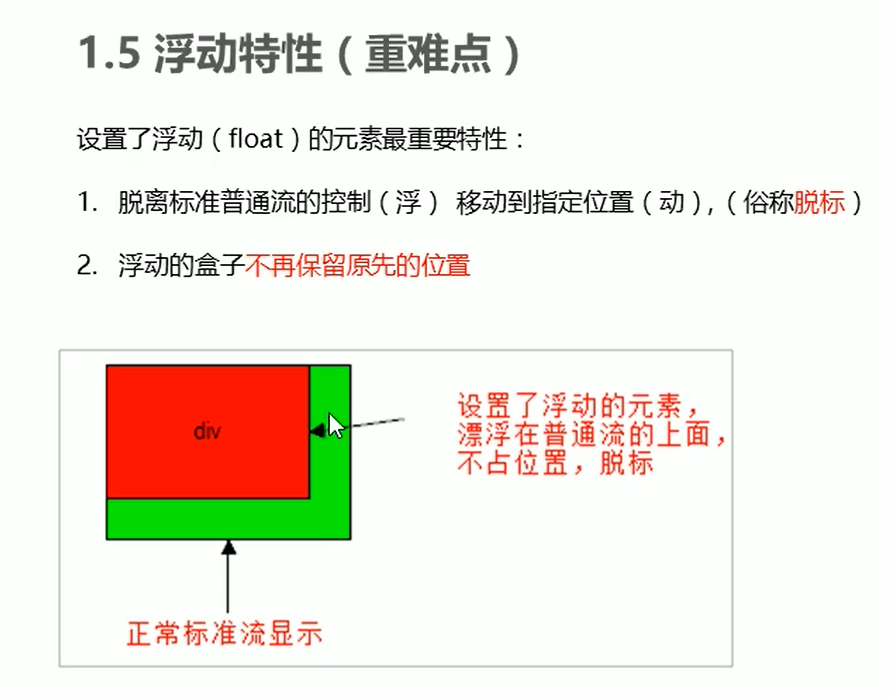 1.5 浮动特性（重难点）
设置了浮动（float）的元素最重要特性：
1. 脱离标准普通流的控制（浮） 移动到指定位置（动），（俗称脱标）
2. 浮动的盒子不再保留原先的位置
div
设置了浮动的元素，
漂浮在普通流的上面，
不占位置，脱标
正常标准流显示